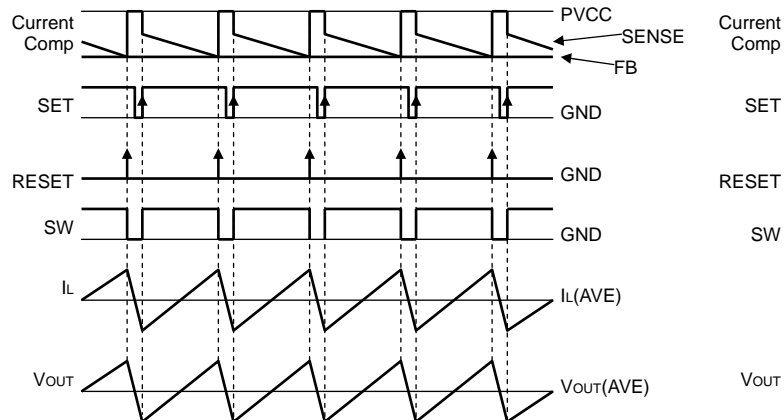 Current
Comp
PVCC
SENSE
FB
SET
GND
RESET
GND
SW
GND
IL
IL(AVE)
VOUT
VOUT(AVE)
Current
Comp
SET
RESET
SW
VOUT